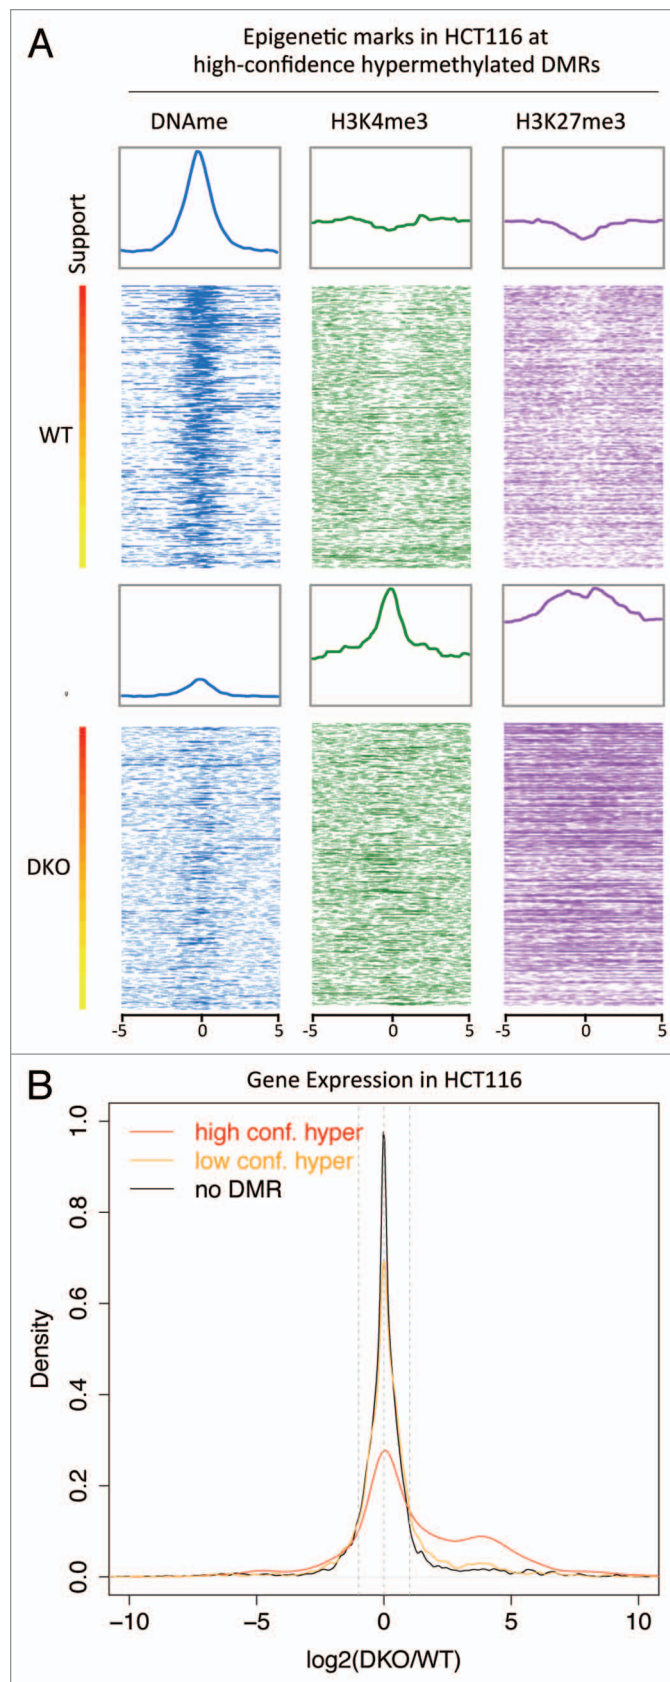 A
Epigenetic marks in HCT116 at
high-confidence hypermethylated DMRs
DNAme H3K4me3 H3K27me3
Support
WT
DKO
-5 0 5 -5 0 5 -5 0 5
B
Gene Expression in HCT116
high conf. hyper
low conf. hyper
no DMR
Density
1.0
0.8
0.6
0.4
0.2
0.0
−10 −5 0 5 10
log2(DKO/WT)